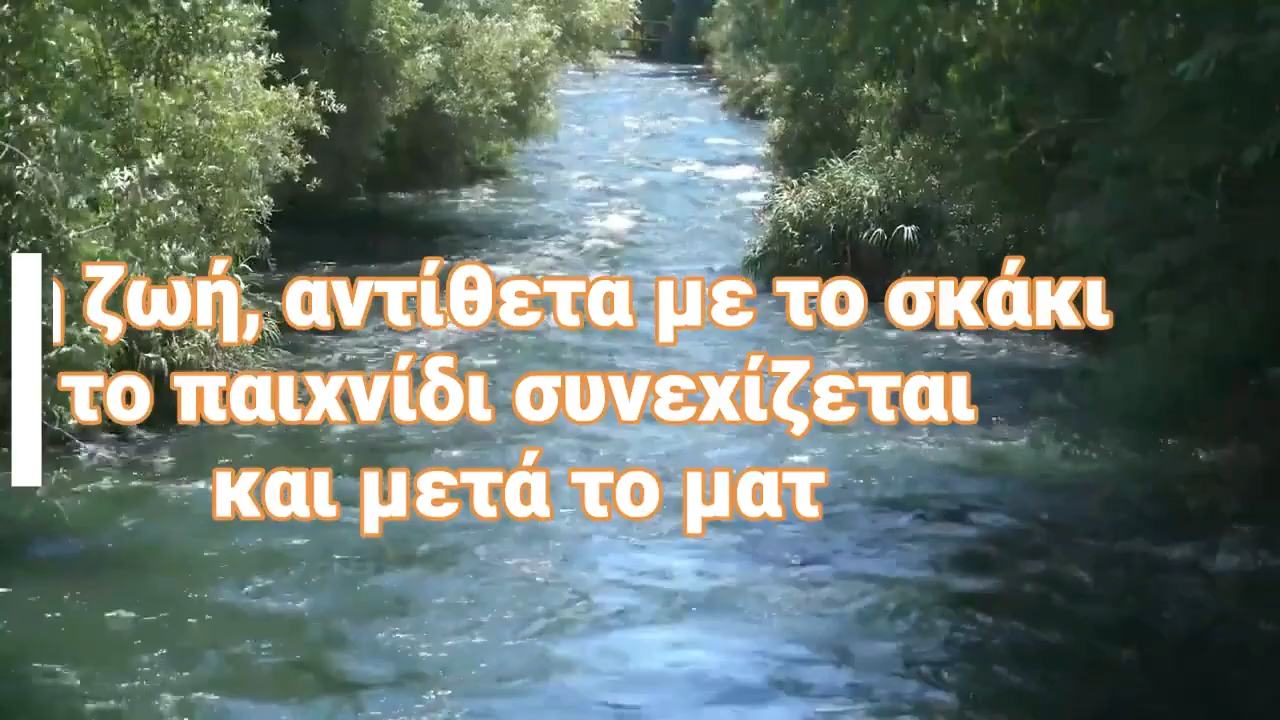 ζωή, αντίθετα με το σκάκι
το παιχνίδι συνεχίζεται
και μετά το ματ